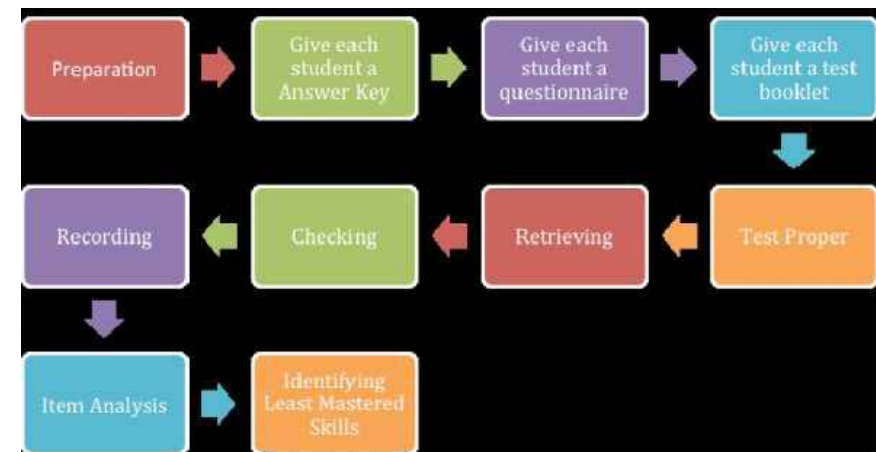 Preparation
Give each
student a
Answer Key
Give each
student a
questionnaire
Give each
student a test
booklet
Test Proper
Retrieving
Checking
Recording
Item Analysis
Identifying
Least Mastered
Skills